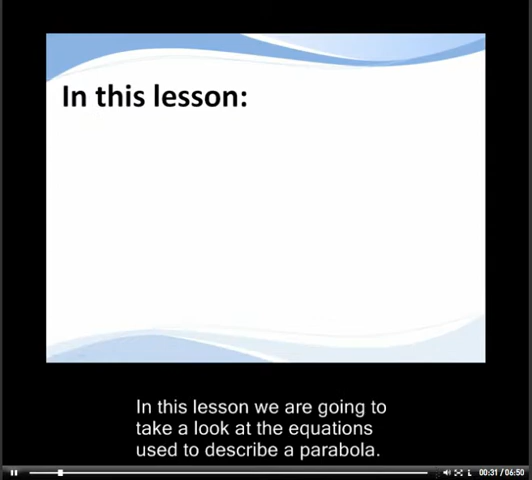 In this lesson:
In this lesson we are going to
take a look at the equations
used to describe a parabola.
00:31 / 06:50